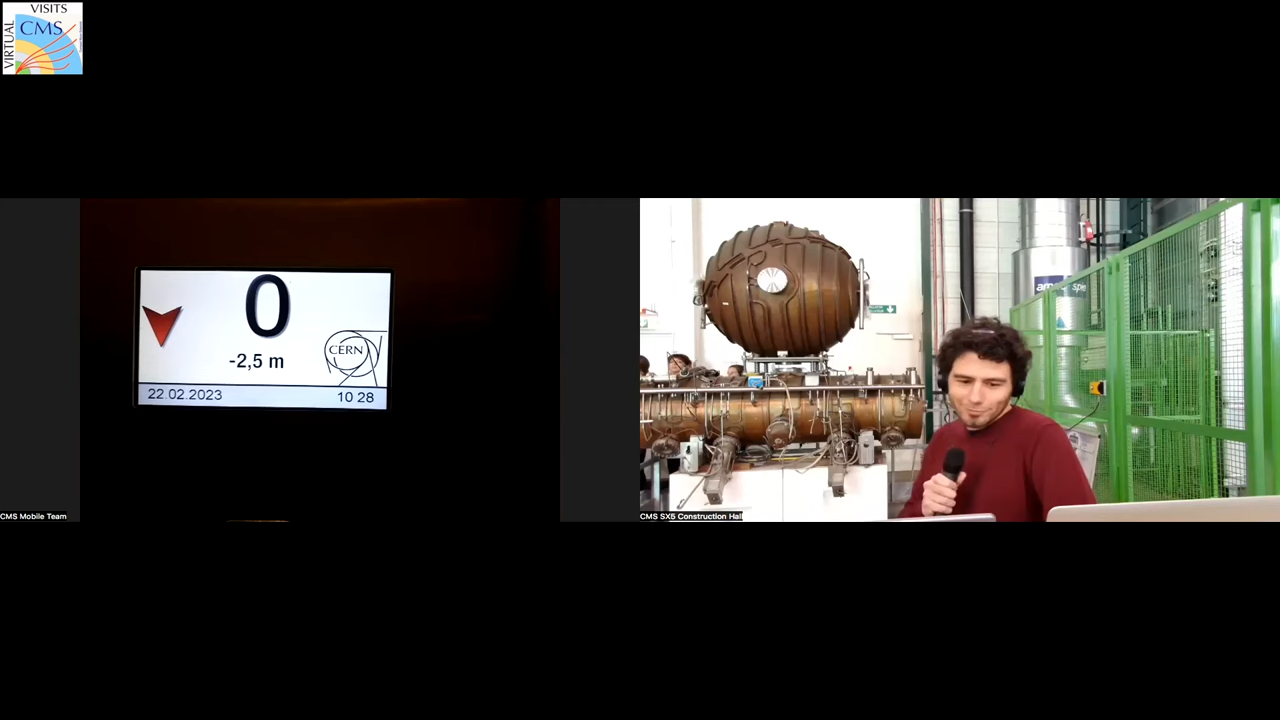 VISITS
VIRTUAL
CMS
0
-2,5 m
CERN
22.02.2023
10 28
CMS Mobile Team
CMS SX5 Construction Hall